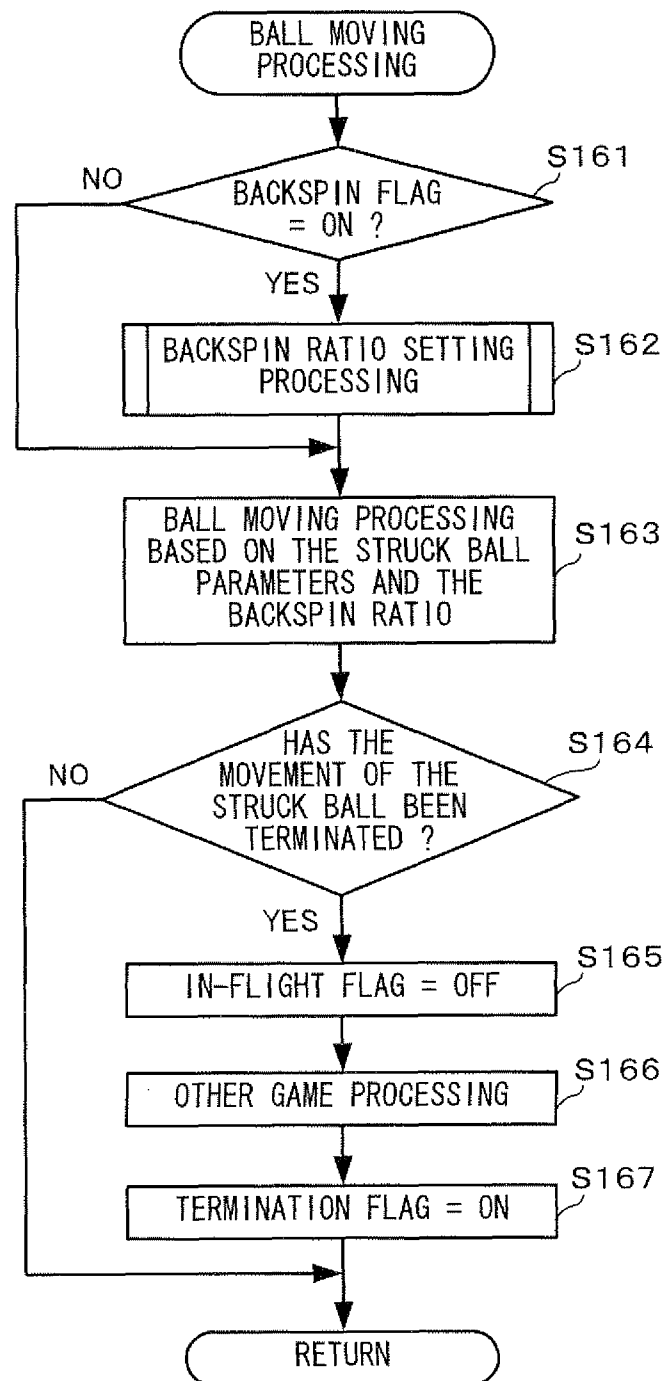 BALL MOVING
PROCESSING
S161
NO
BACKSPIN FLAG
= ON ?
YES
BACKSPIN RATIO SETTING
PROCESSING
S162
BALL MOVING PROCESSING
BASED ON THE STRUCK BALL
PARAMETERS AND THE
BACKSPIN RATIO
S163
HAS THE
MOVEMENT OF THE
STRUCK BALL BEEN
TERMINATED ?
S164
NO
YES
S165
IN-FLIGHT FLAG = OFF
S166
OTHER GAME PROCESSING
S167
TERMINATION FLAG = ON
RETURN